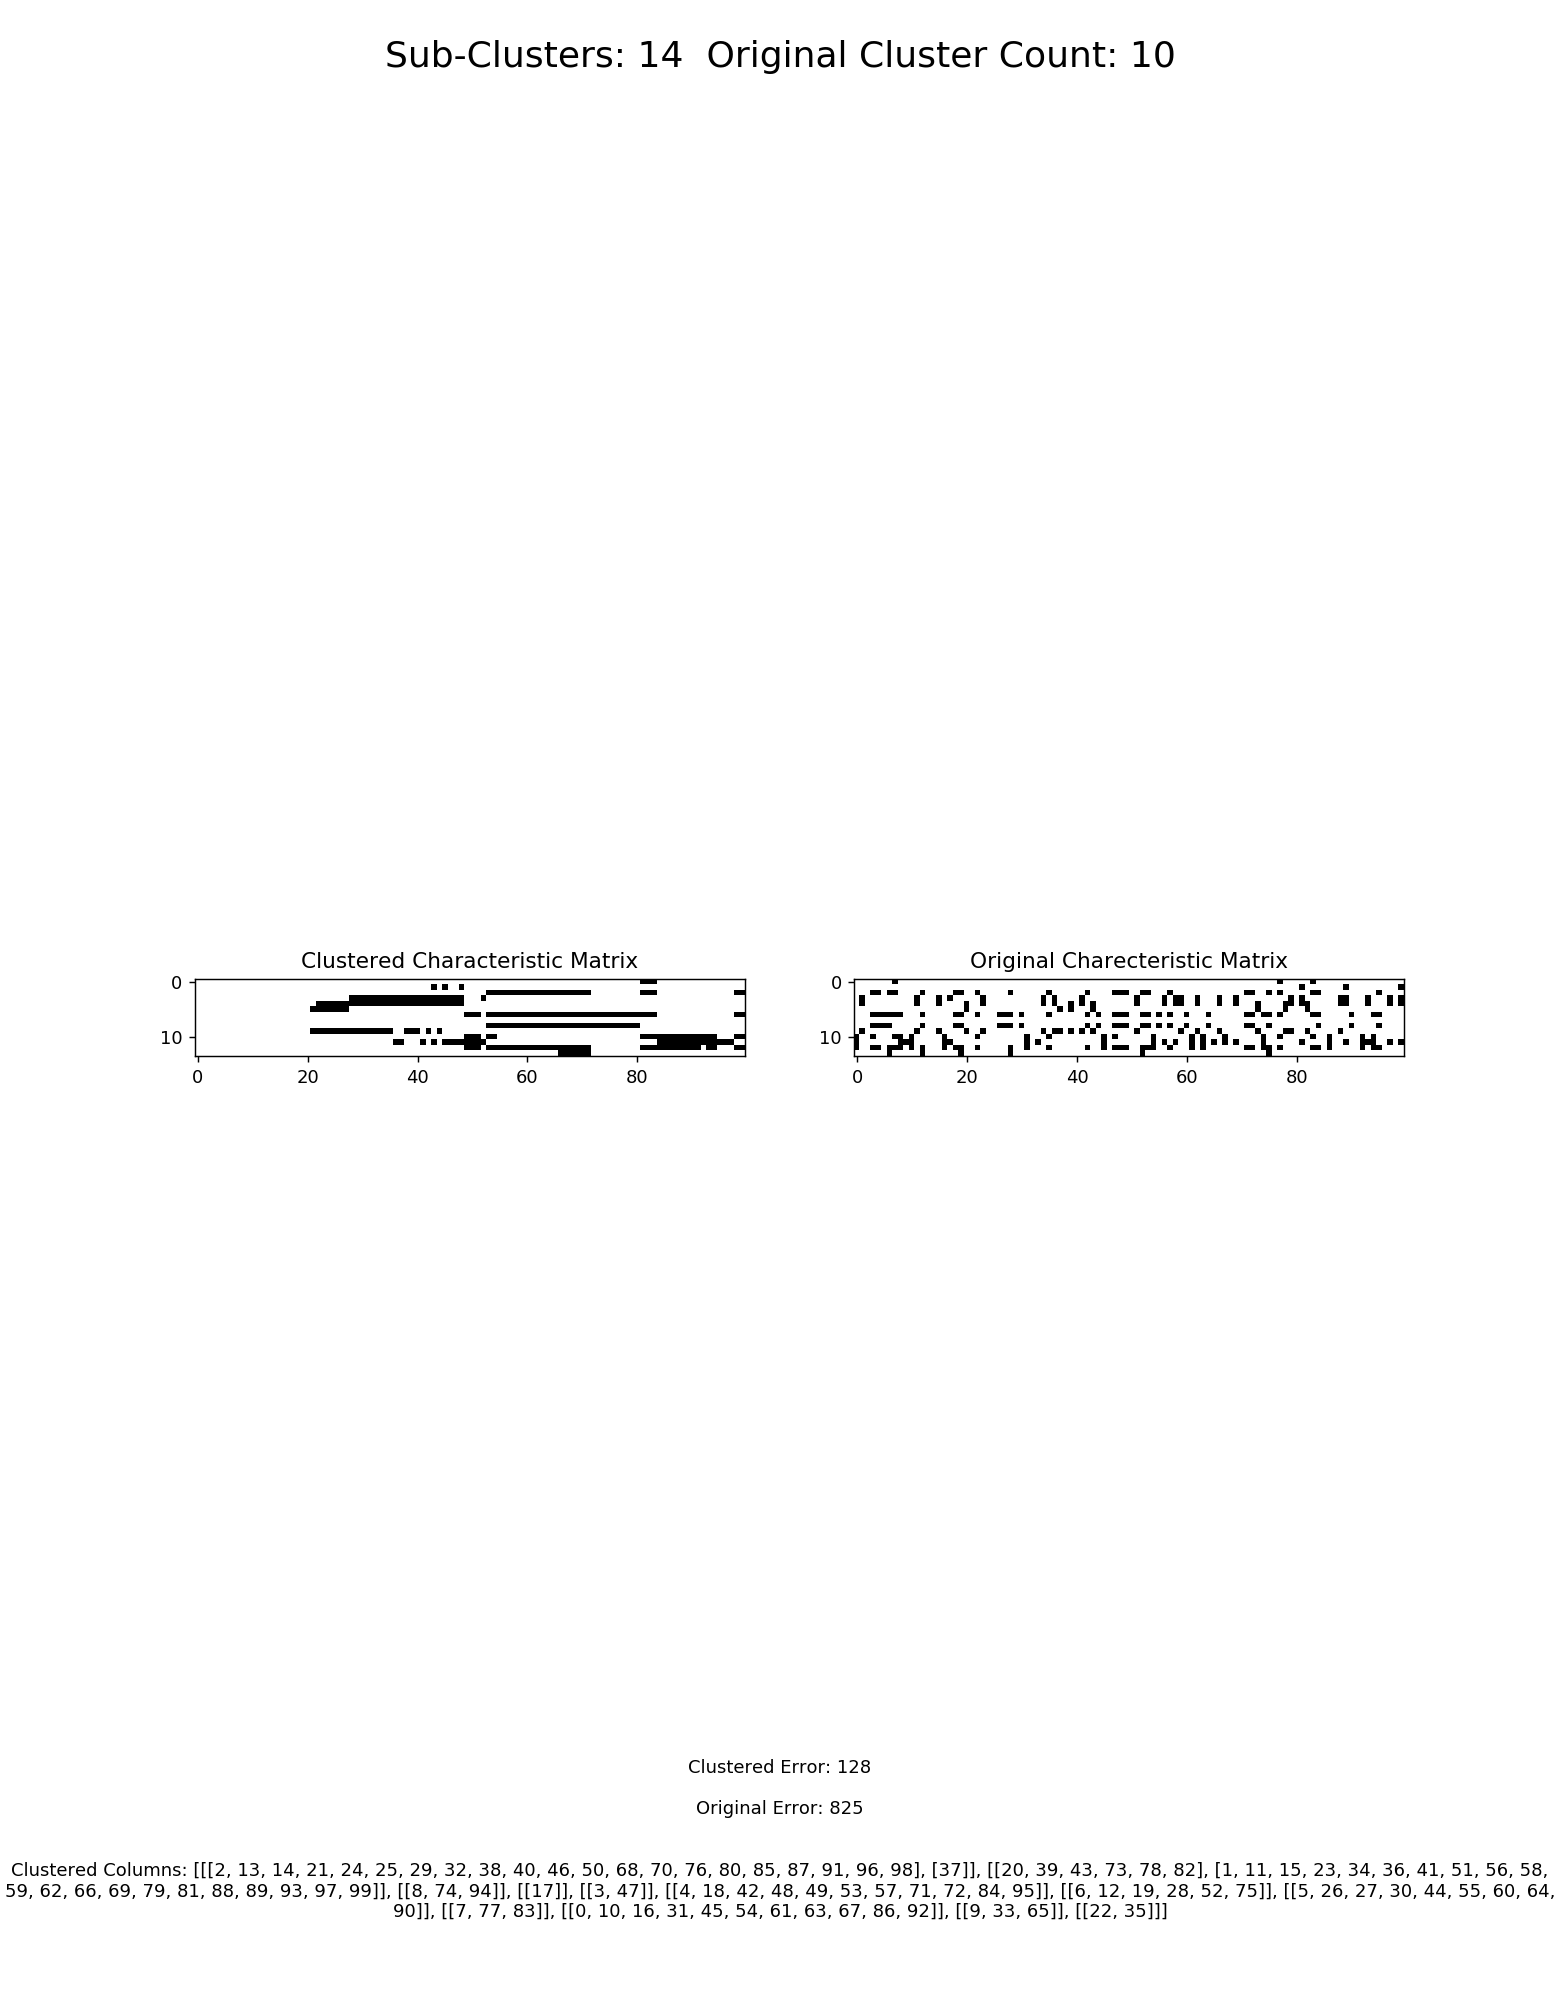 Sub-Clusters: 14  Original Cluster Count: 10
Clustered Characteristic Matrix
Original Charecteristic Matrix
0
10
0 20 40 60 80
0
10
0 20 40 60 80
Clustered Error: 128
Original Error: 825
Clustered Columns: [[[2, 13, 14, 21, 24, 25, 29, 32, 38, 40, 46, 50, 68, 70, 76, 80, 85, 87, 91, 96, 98], [37]], [[20, 39, 43, 73, 78, 82], [1, 11, 15, 23, 34, 36, 41, 51, 56, 58,
59, 62, 66, 69, 79, 81, 88, 89, 93, 97, 99]], [[8, 74, 94]], [[17]], [[3, 47]], [[4, 18, 42, 48, 49, 53, 57, 71, 72, 84, 95]], [[6, 12, 19, 28, 52, 75]], [[5, 26, 27, 30, 44, 55, 60, 64,
90]], [[7, 77, 83]], [[0, 10, 16, 31, 45, 54, 61, 63, 67, 86, 92]], [[9, 33, 65]], [[22, 35]]]